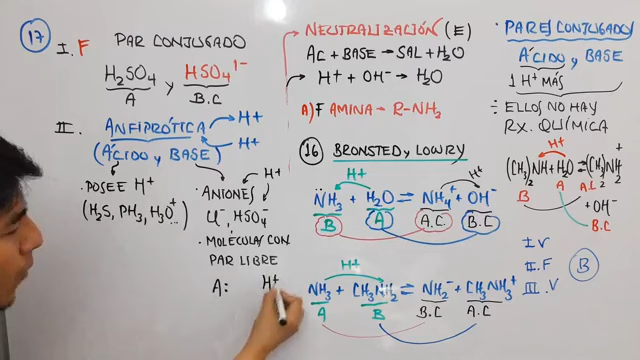 17
I. F PAR CONJUGADO
H2SO4 y HSO4 1-
A B.C
II. ANFIPRÓTICA → H+
(ÁCIDO y BASE) H+
• POSEE H+
(H2S, PH3, H3O+...)
H+
• ANIONES
Cl-, HSO4-
• MOLÉCULAS CON
PAR LIBRE
A: H+
NEUTRALIZACIÓN (E)
AC + BASE → SAL + H2O
H+ + OH- → H2O
A) F AMINA → R-NH2
16 BRONSTED y LOWRY
H+ H+
NH3 + H2O ⇌ NH4+ + OH-
B A A.C. B.C
H+
NH3 + CH3NH2 ⇌ NH2- + CH3NH3+
A B B.C A.C
PARES CONJUGADOS
ÁCIDO y BASE
1 H+ MÁS
ELLOS NO HAY
RX. QUÍMICA
H+
(CH3)2NH + H2O ⇌ (CH3)2NH2+
B A A.C
+ OH-
B.C
I. V
II. F
III. V
B